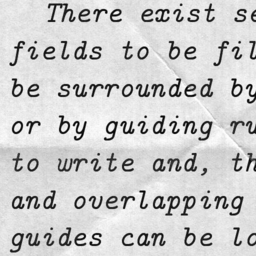 There exist se
fields to be fil
be surrounded by
or by guiding ru
to write and, th
and overlapping
guides can be lo